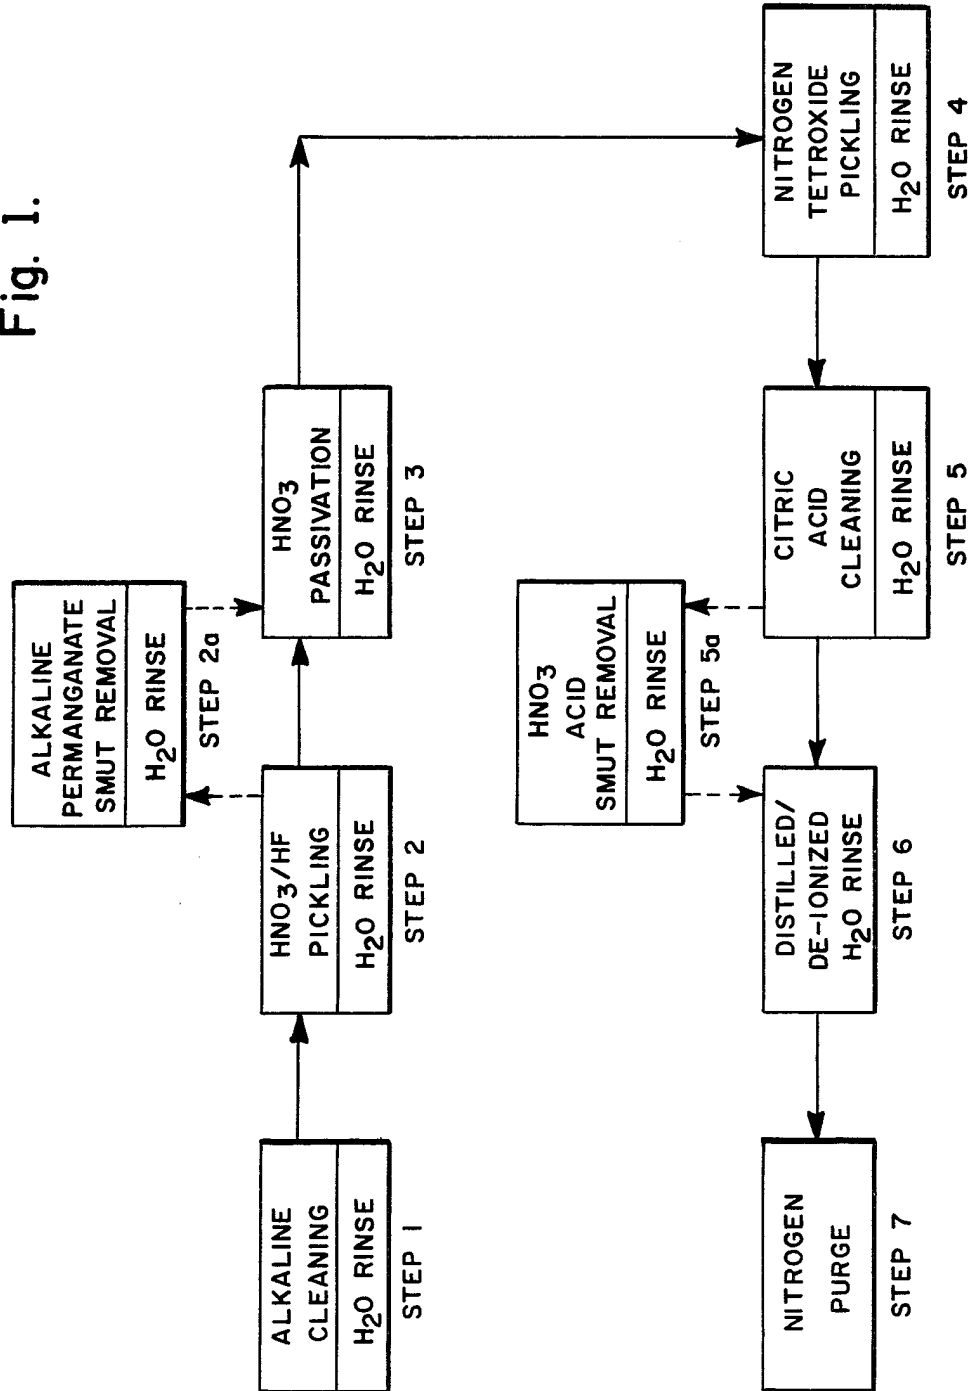 Fig. 1.
ALKALINE
CLEANING
H₂O RINSE
STEP 1
HNO₃/HF
PICKLING
H₂O RINSE
STEP 2
ALKALINE
PERMANGANATE
SMUT REMOVAL
H₂O RINSE
STEP 2a
HNO₃
PASSIVATION
H₂O RINSE
STEP 3
NITROGEN
TETROXIDE
PICKLING
H₂O RINSE
STEP 4
CITRIC
ACID
CLEANING
H₂O RINSE
STEP 5
HNO₃
ACID
SMUT REMOVAL
H₂O RINSE
STEP 5a
DISTILLED/
DE-IONIZED
H₂O RINSE
STEP 6
NITROGEN
PURGE
STEP 7